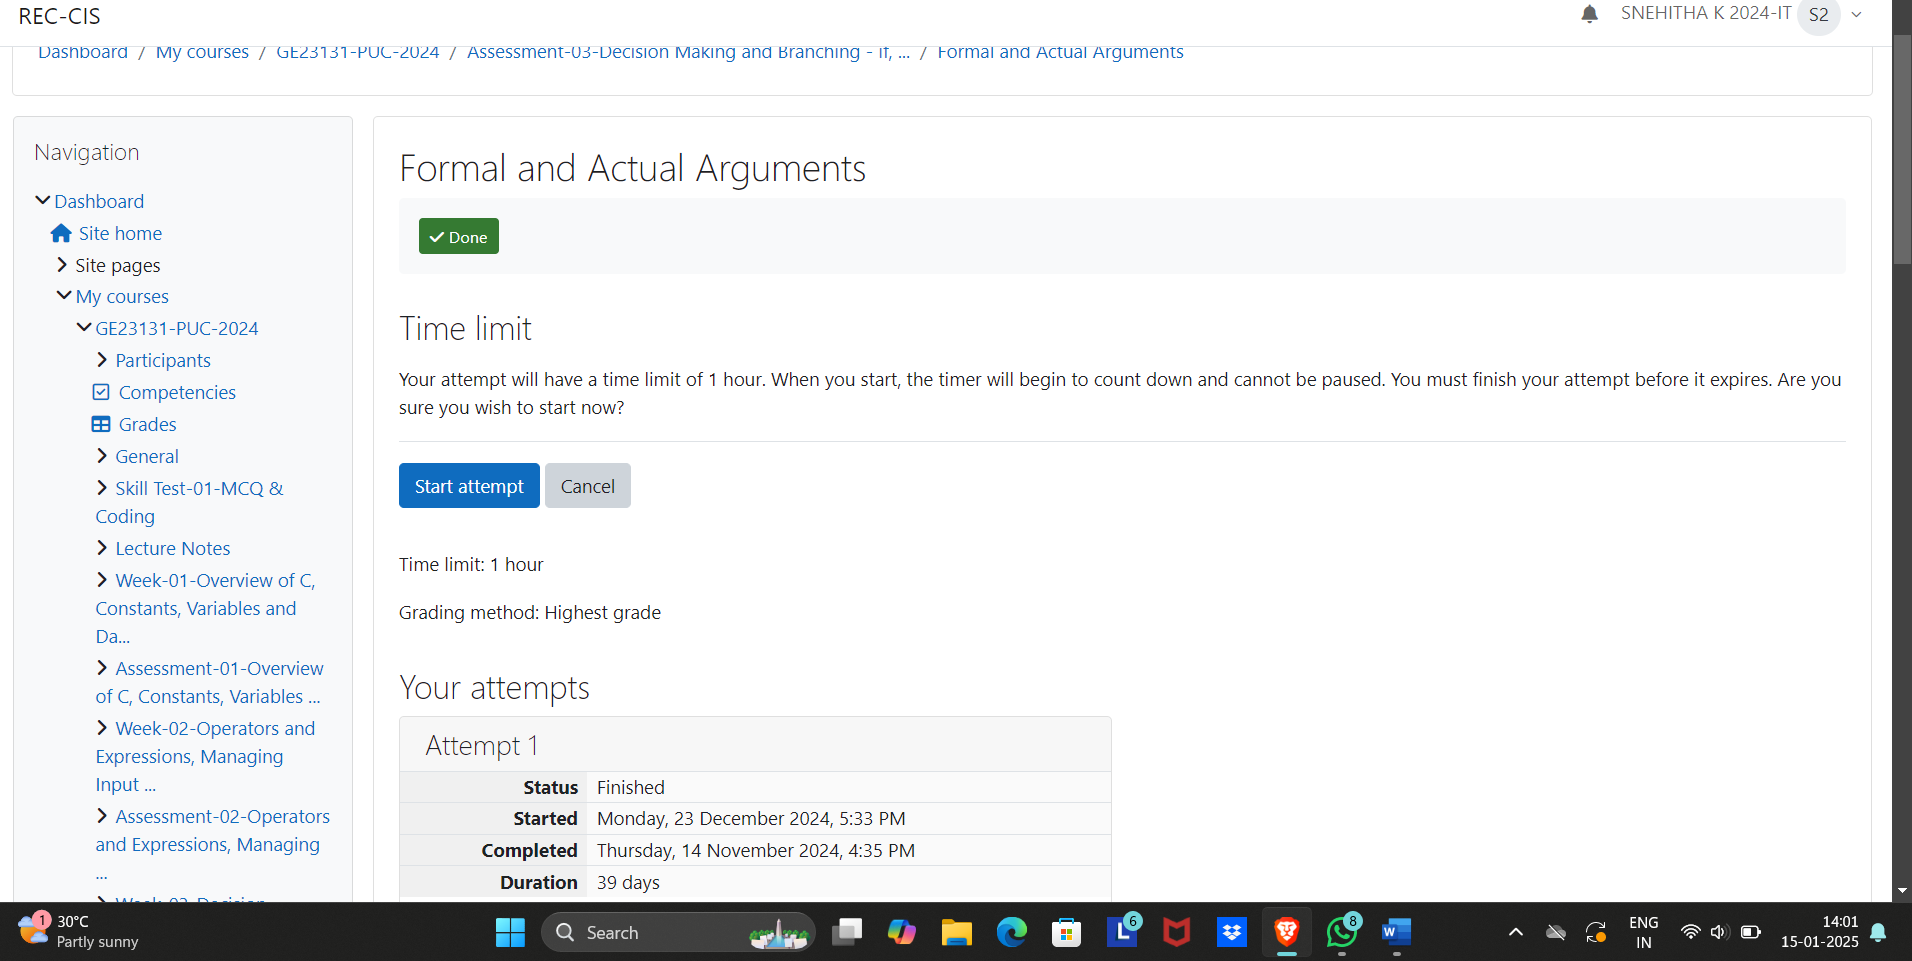 REC-CIS
SNEHITHA K 2024-IT S2
Dashboard / My courses / GE23131-PUC-2024 / Assessment-03-Decision Making and Branching - if, ... / Formal and Actual Arguments
Navigation
Dashboard
Site home
Site pages
My courses
GE23131-PUC-2024
Participants
Competencies
Grades
General
Skill Test-01-MCQ &
Coding
Lecture Notes
Week-01-Overview of C,
Constants, Variables and
Da...
Assessment-01-Overview
of C, Constants, Variables ...
Week-02-Operators and
Expressions, Managing
Input ...
Assessment-02-Operators
and Expressions, Managing
...
Week-03-Decision
Formal and Actual Arguments
Done
Time limit
Your attempt will have a time limit of 1 hour. When you start, the timer will begin to count down and cannot be paused. You must finish your attempt before it expires. Are you
sure you wish to start now?
Start attempt Cancel
Time limit: 1 hour
Grading method: Highest grade
Your attempts
Attempt 1
Status Finished
Started Monday, 23 December 2024, 5:33 PM
Completed Thursday, 14 November 2024, 4:35 PM
Duration 39 days
1
30°C
Partly sunny
Search
L 6
8
W
ENG
IN
14:01
15-01-2025